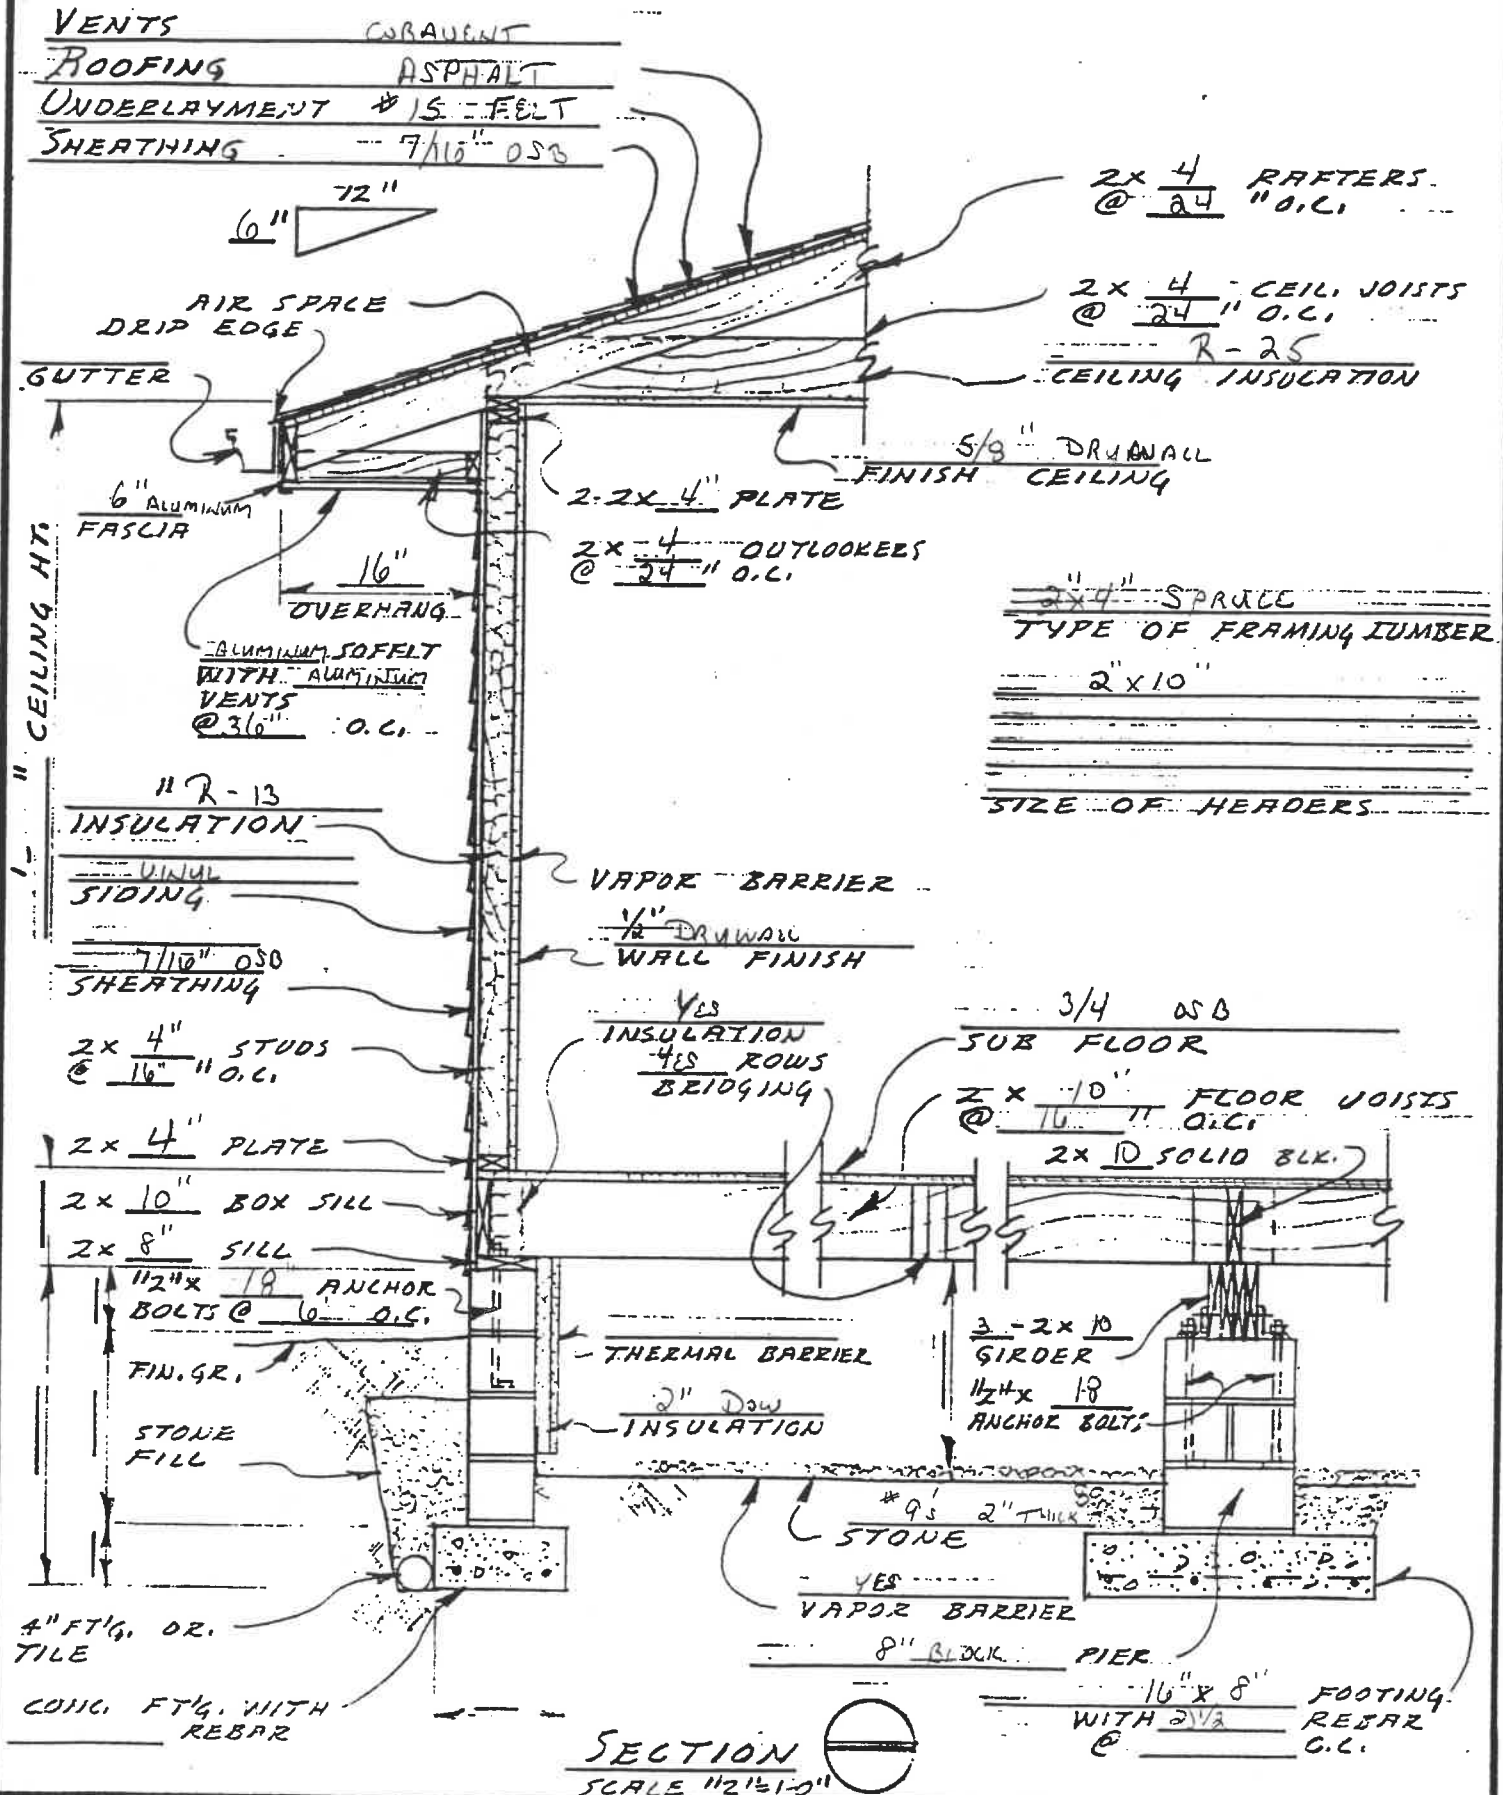 VENTS COBAVENT
ROOFING ASPHALT
UNDERLAYMENT #15 FELT
SHEATHING 7/16" OSB
12"
6"
2x 4 RAFTERS
@ 24 "O.C.
AIR SPACE
DRIP EDGE
2x 4 CEIL. JOISTS
@ 24 " O.C.
R-25
CEILING INSULATION
GUTTER
5
5/8" DRYWALL
FINISH CEILING
6" ALUMINUM
FASCIA
2-2x 4" PLATE
2x 4 OUTLOOKERS
@ 24 " O.C.
16"
OVERHANG
CEILING HT.
'- "
2"x4" SPRUCE
TYPE OF FRAMING LUMBER
ALUMINUM SOFFIT
WITH ALUMINUM
VENTS
@ 36" O.C.
2"x10"
SIZE OF HEADERS
" R-13
INSULATION
VINYL
SIDING
VAPOR BARRIER
1/2" DRYWALL
WALL FINISH
7/16" OSB
SHEATHING
2x 4" STUDS
@ 16" " O.C.
YES
INSULATION
YES ROWS
BRIDGING
3/4 OSB
SUB FLOOR
2x 10" FLOOR JOISTS
@ 16 " O.C.
2x 10 SOLID BLK.
2x 4" PLATE
2x 10" BOX SILL
2x 8" SILL
1/2"x 18" ANCHOR
BOLTS @ 6 O.C.
FIN. GR.
THERMAL BARRIER
3-2x 10
GIRDER
1/2"x 18
ANCHOR BOLTS
2" DOW
INSULATION
STONE
FILL
#9's 2" THICK
STONE
YES
VAPOR BARRIER
4" FT'G. DR.
TILE
8" BLOCK PIER
CONC. FT'G. WITH
REBAR
16"x 8" FOOTING
WITH 2 1/2 REBAR
@ O.C.
SECTION
SCALE 1/2"=1'-0"